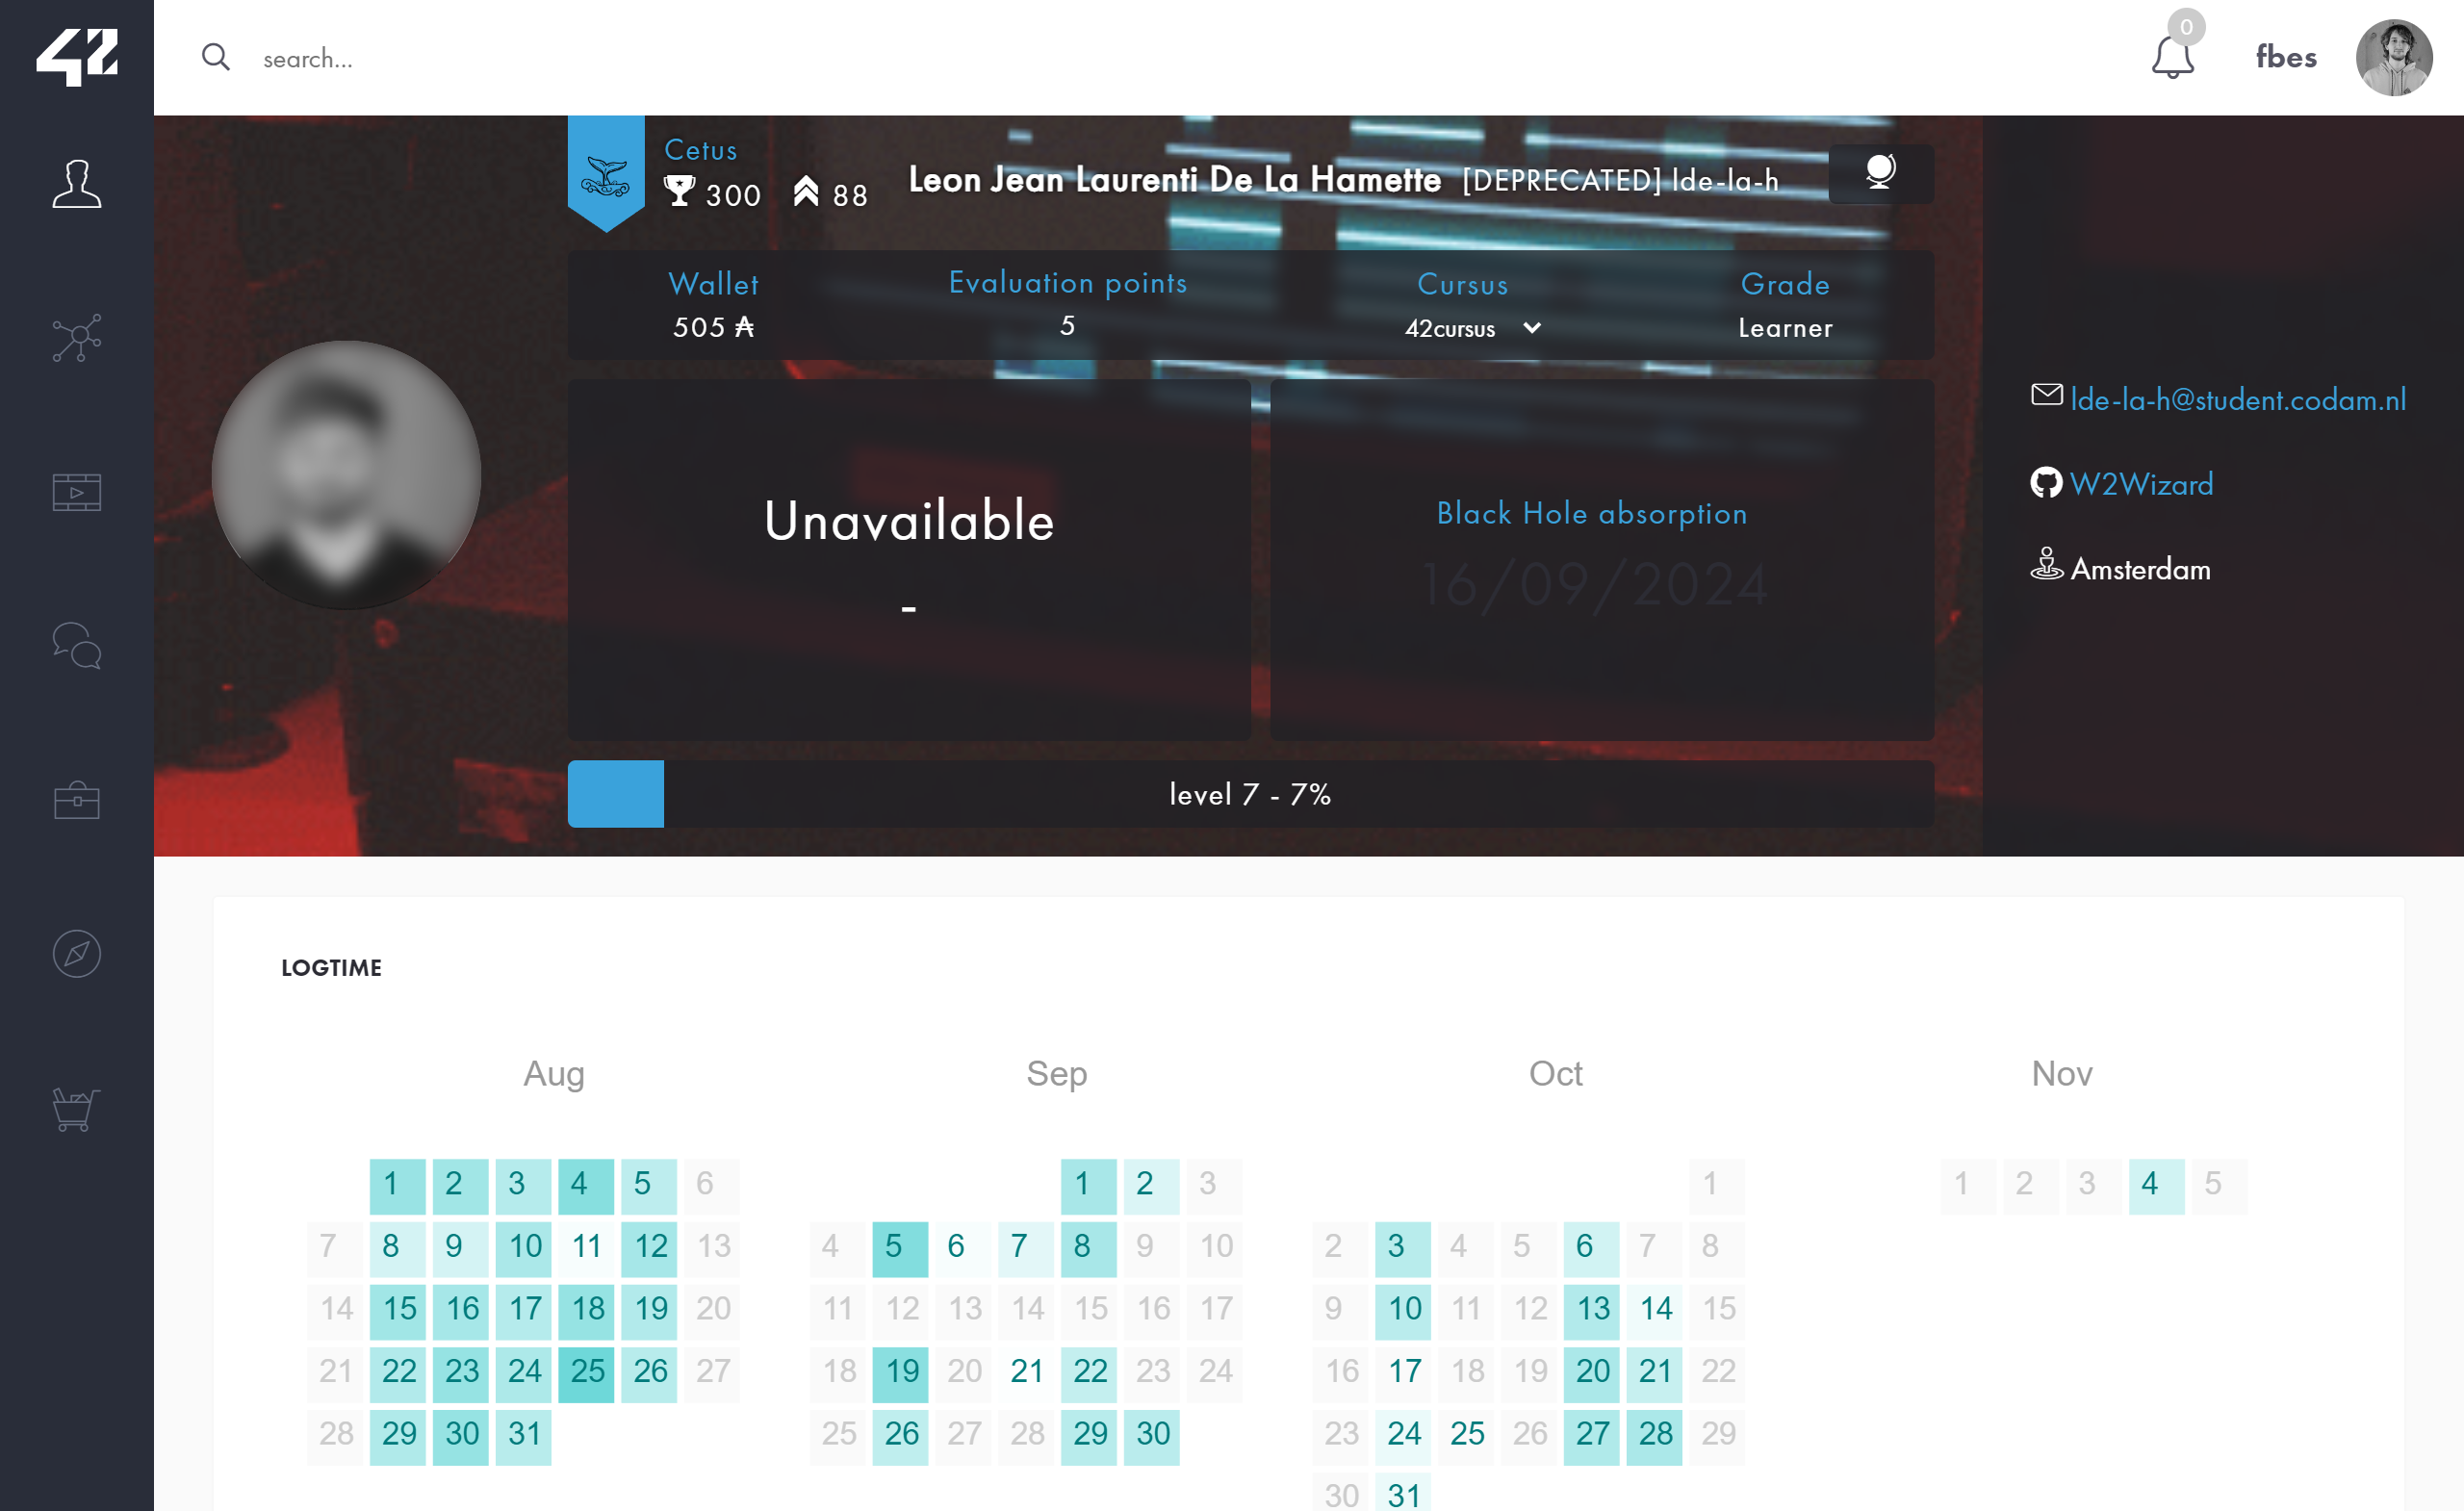 42
search...
0
fbes
Cetus
300 88
Leon Jean Laurenti De La Hamette [DEPRECATED] lde-la-h
Wallet Evaluation points Cursus Grade
505 ₳ 5 42cursus Learner
lde-la-h@student.codam.nl
W2Wizard
Amsterdam
Unavailable
-
Black Hole absorption
16/09/2024
level 7 - 7%
LOGTIME
Aug
1 2 3 4 5 6
7 8 9 10 11 12 13
14 15 16 17 18 19 20
21 22 23 24 25 26 27
28 29 30 31
Sep
1 2 3
4 5 6 7 8 9 10
11 12 13 14 15 16 17
18 19 20 21 22 23 24
25 26 27 28 29 30
Oct
1
2 3 4 5 6 7 8
9 10 11 12 13 14 15
16 17 18 19 20 21 22
23 24 25 26 27 28 29
30 31
Nov
1 2 3 4 5